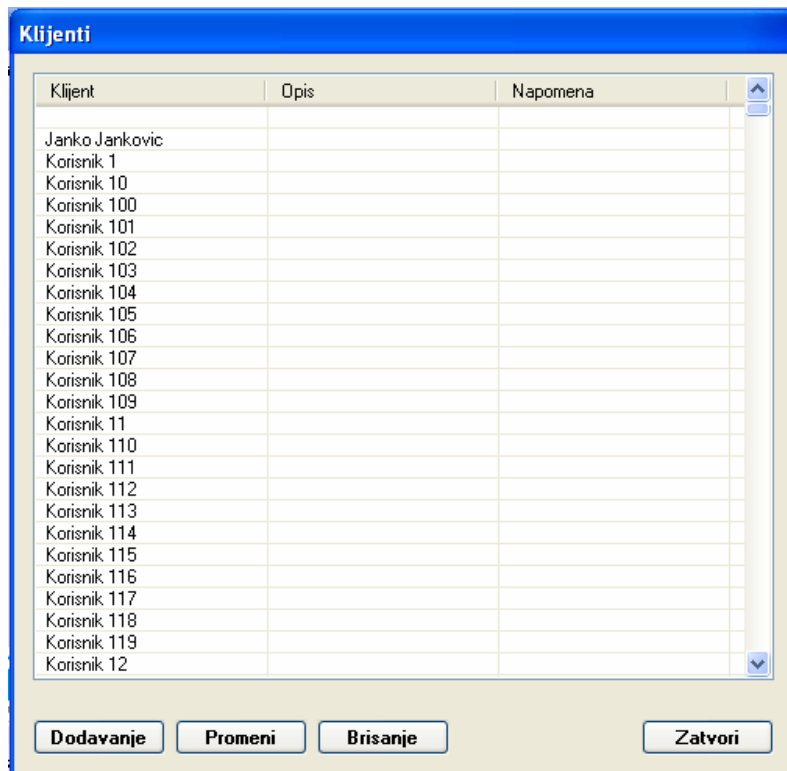 Klijenti
Klijent Opis Napomena
Janko Jankovic
Korisnik 1
Korisnik 10
Korisnik 100
Korisnik 101
Korisnik 102
Korisnik 103
Korisnik 104
Korisnik 105
Korisnik 106
Korisnik 107
Korisnik 108
Korisnik 109
Korisnik 11
Korisnik 110
Korisnik 111
Korisnik 112
Korisnik 113
Korisnik 114
Korisnik 115
Korisnik 116
Korisnik 117
Korisnik 118
Korisnik 119
Korisnik 12
Dodavanje Promeni Brisanje Zatvori